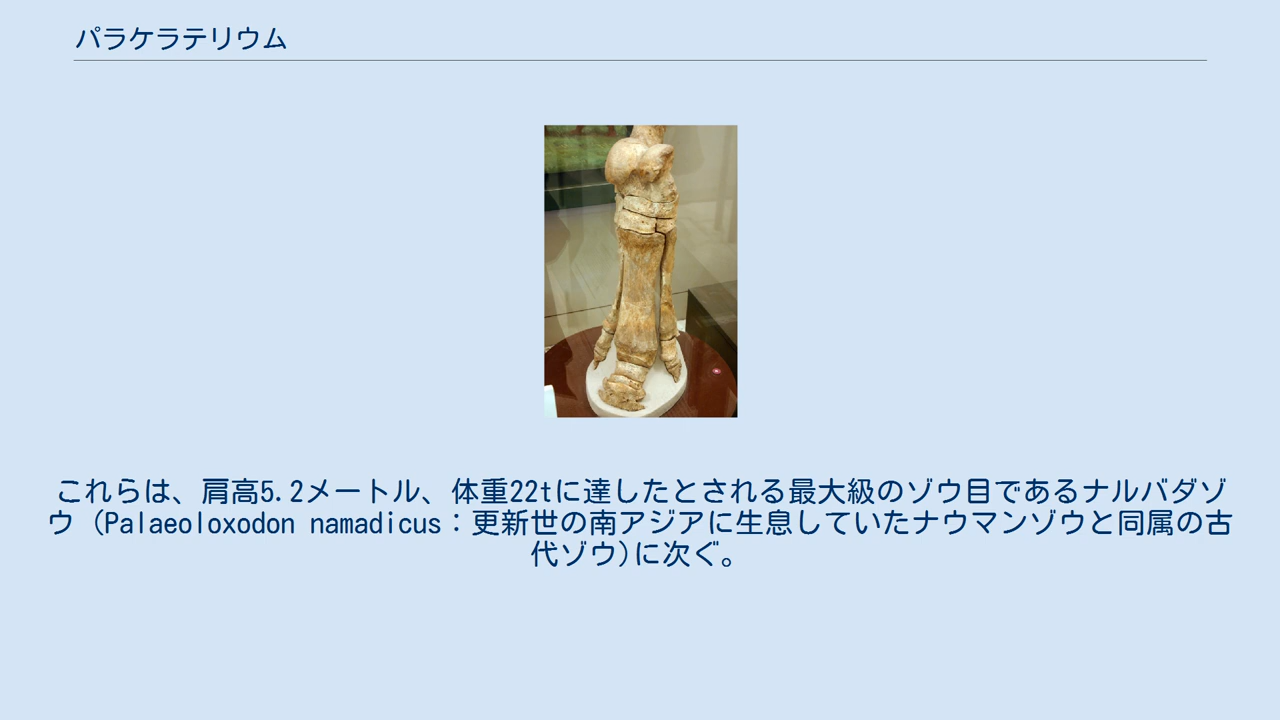 パラケラテリウム
これらは、肩高5.2メートル、体重22tに達したとされる最大級のゾウ目であるナルバダゾ
ウ (Palaeoloxodon namadicus：更新世の南アジアに生息していたナウマンゾウと同属の古
代ゾウ)に次ぐ。